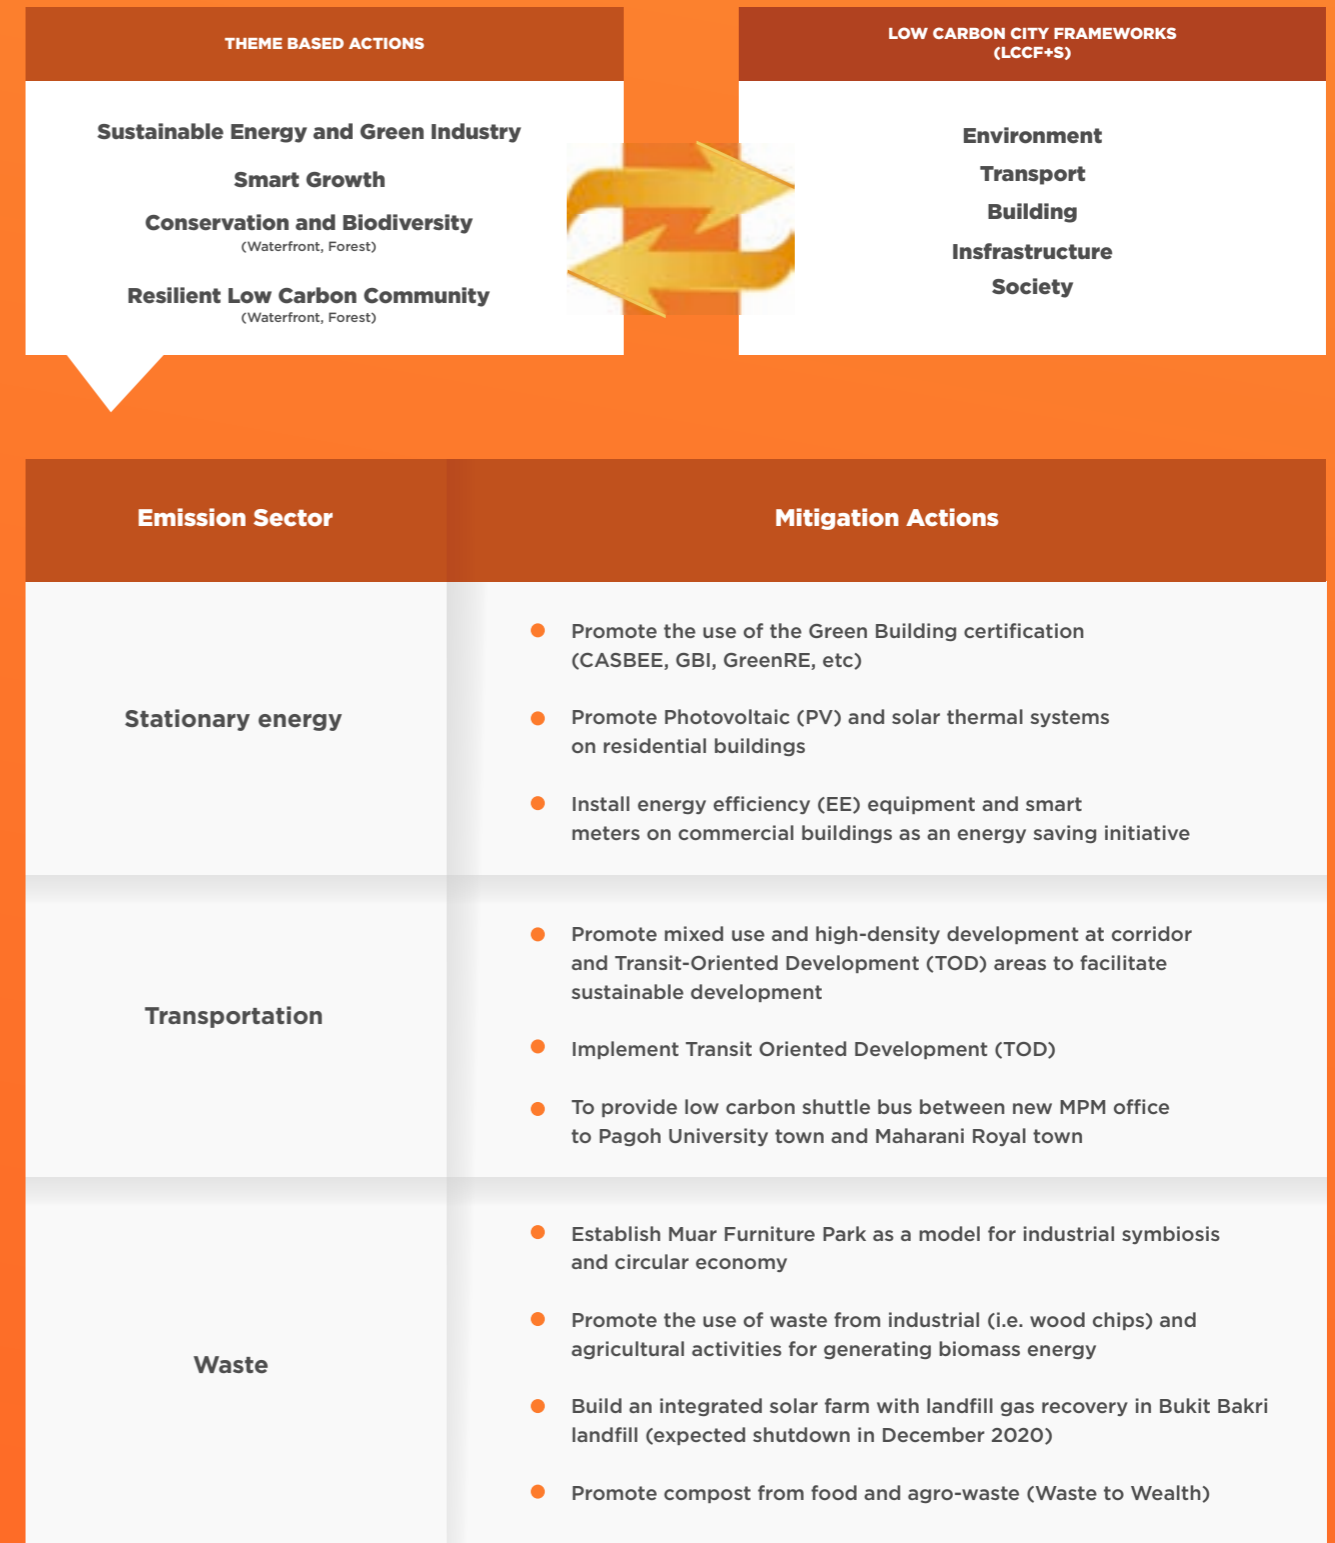 THEME BASED ACTIONS
Sustainable Energy and Green Industry
Smart Growth
Conservation and Biodiversity
(Waterfront, Forest)
Resilient Low Carbon Community
(Waterfront, Forest)
LOW CARBON CITY FRAMEWORKS
(LCCF+S)
Environment
Transport
Building
Insfrastructure
Society
Emission Sector
Mitigation Actions
Stationary energy
Promote the use of the Green Building certification
(CASBEE, GBI, GreenRE, etc)
Promote Photovoltaic (PV) and solar thermal systems
on residential buildings
Install energy efficiency (EE) equipment and smart
meters on commercial buildings as an energy saving initiative
Transportation
Promote mixed use and high-density development at corridor
and Transit-Oriented Development (TOD) areas to facilitate
sustainable development
Implement Transit Oriented Development (TOD)
To provide low carbon shuttle bus between new MPM office
to Pagoh University town and Maharani Royal town
Waste
Establish Muar Furniture Park as a model for industrial symbiosis
and circular economy
Promote the use of waste from industrial (i.e. wood chips) and
agricultural activities for generating biomass energy
Build an integrated solar farm with landfill gas recovery in Bukit Bakri
landfill (expected shutdown in December 2020)
Promote compost from food and agro-waste (Waste to Wealth)